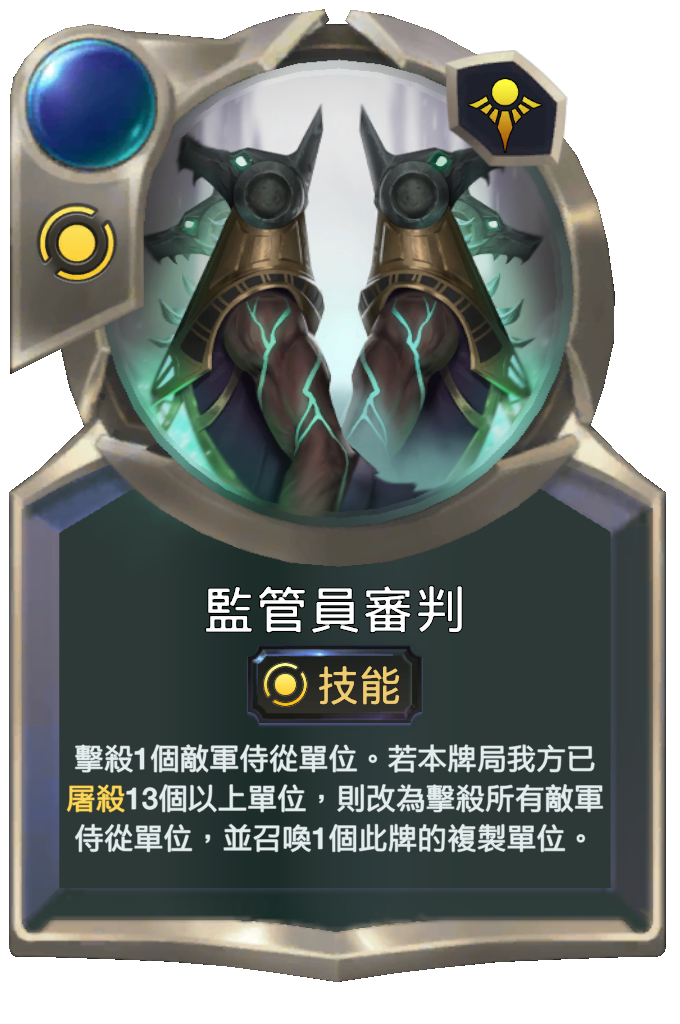 監管員審判
技能
擊殺1個敵軍侍從單位。若本牌局我方已
屠殺13個以上單位，則改為擊殺所有敵軍
侍從單位，並召喚1個此牌的複製單位。